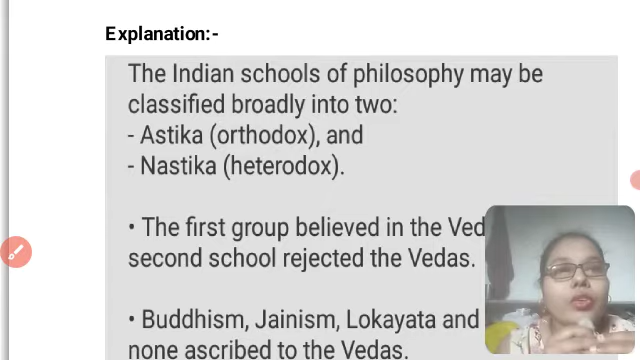 Explanation:-
The Indian schools of philosophy may be
classified broadly into two:
- Astika (orthodox), and
- Nastika (heterodox).
• The first group believed in the
second school rejected the Vedas.
• Buddhism, Jainism, Lokayata and
none ascribed to the Vedas.